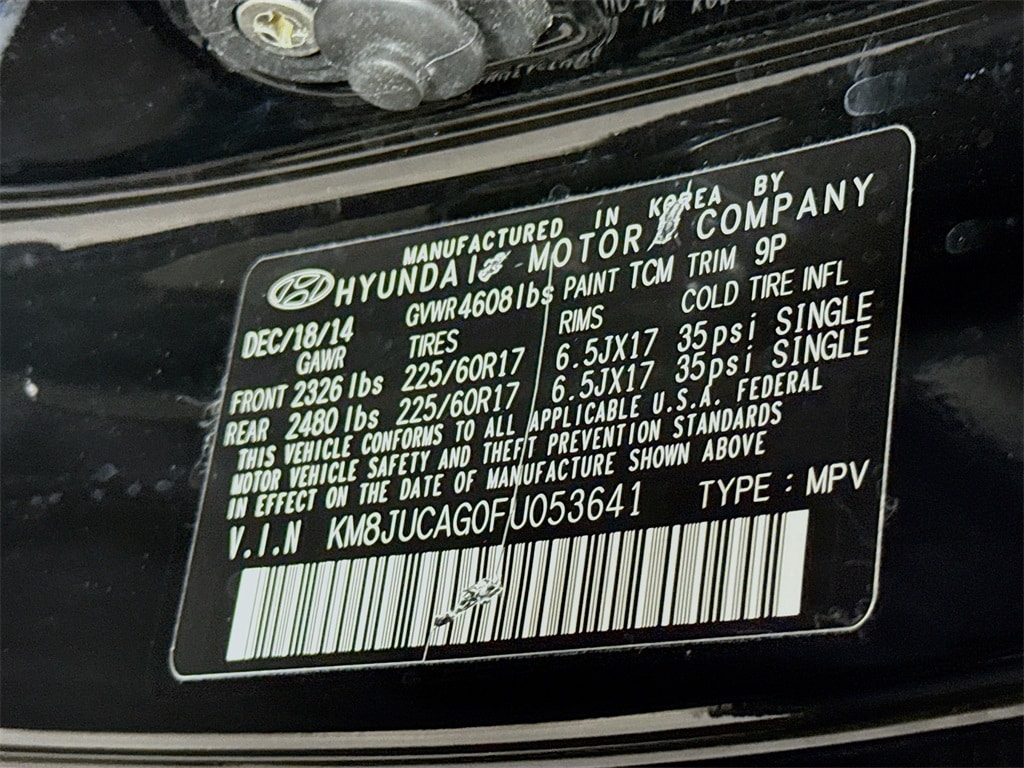 MANUFACTURED IN KOREA BY
HYUNDAI MOTOR COMPANY
DEC/18/14 GVWR 4608 lbs PAINT TCM TRIM 9P
GAWR TIRES RIMS COLD TIRE INFL
FRONT 2326 lbs 225/60R17 6.5JX17 35psi SINGLE
REAR 2480 lbs 225/60R17 6.5JX17 35psi SINGLE
THIS VEHICLE CONFORMS TO ALL APPLICABLE U.S.A. FEDERAL
MOTOR VEHICLE SAFETY AND THEFT PREVENTION STANDARDS
IN EFFECT ON THE DATE OF MANUFACTURE SHOWN ABOVE
V.I.N KM8JUCAG0FU053641 TYPE : MPV